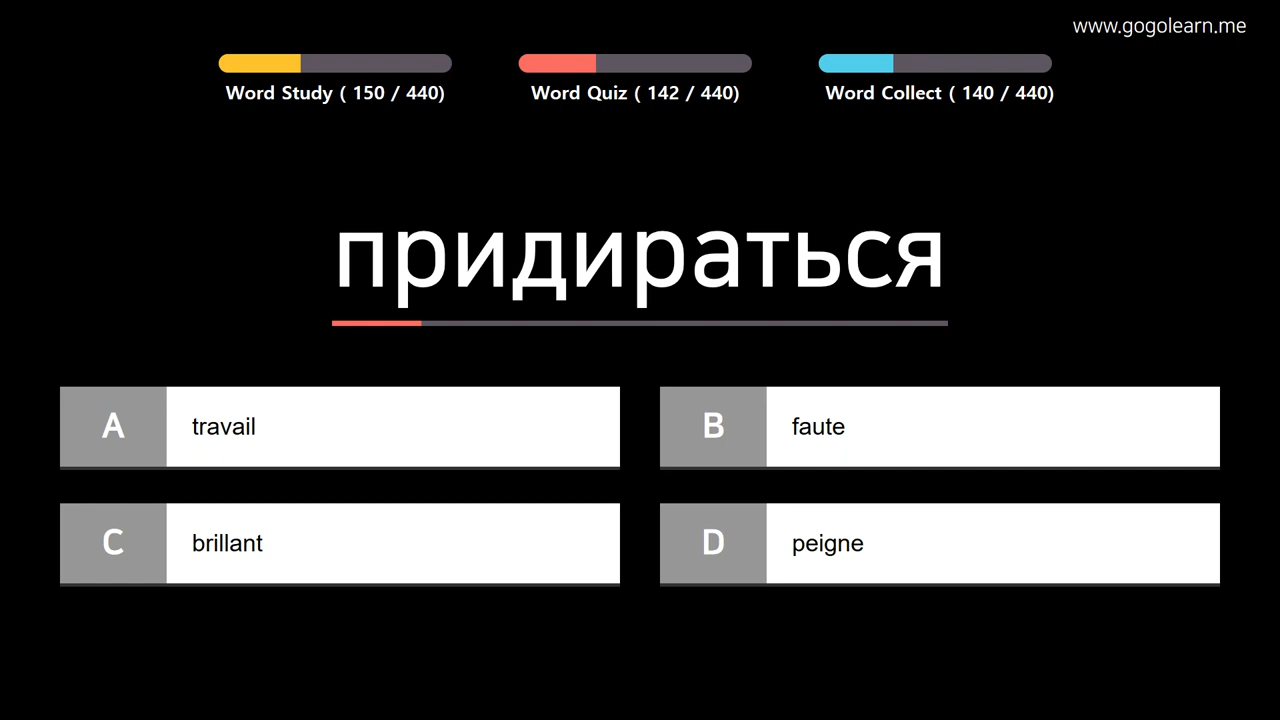 www.gogolearn.me
Word Study ( 150 / 440)
Word Quiz ( 142 / 440)
Word Collect ( 140 / 440)
придираться
A travail
B faute
C brillant
D peigne